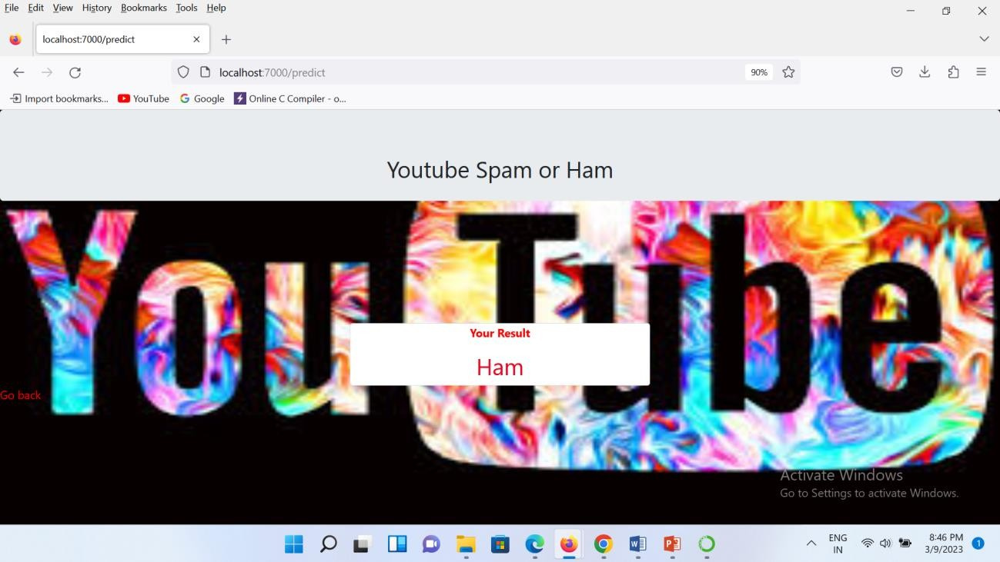 File Edit View History Bookmarks Tools Help
localhost:7000/predict
localhost:7000/predict
90%
Import bookmarks... YouTube Google Online C Compiler - o...
Youtube Spam or Ham
YouTube
Your Result
Ham
Go back
Activate Windows
Go to Settings to activate Windows.
ENG
IN
8:46 PM
3/9/2023
1